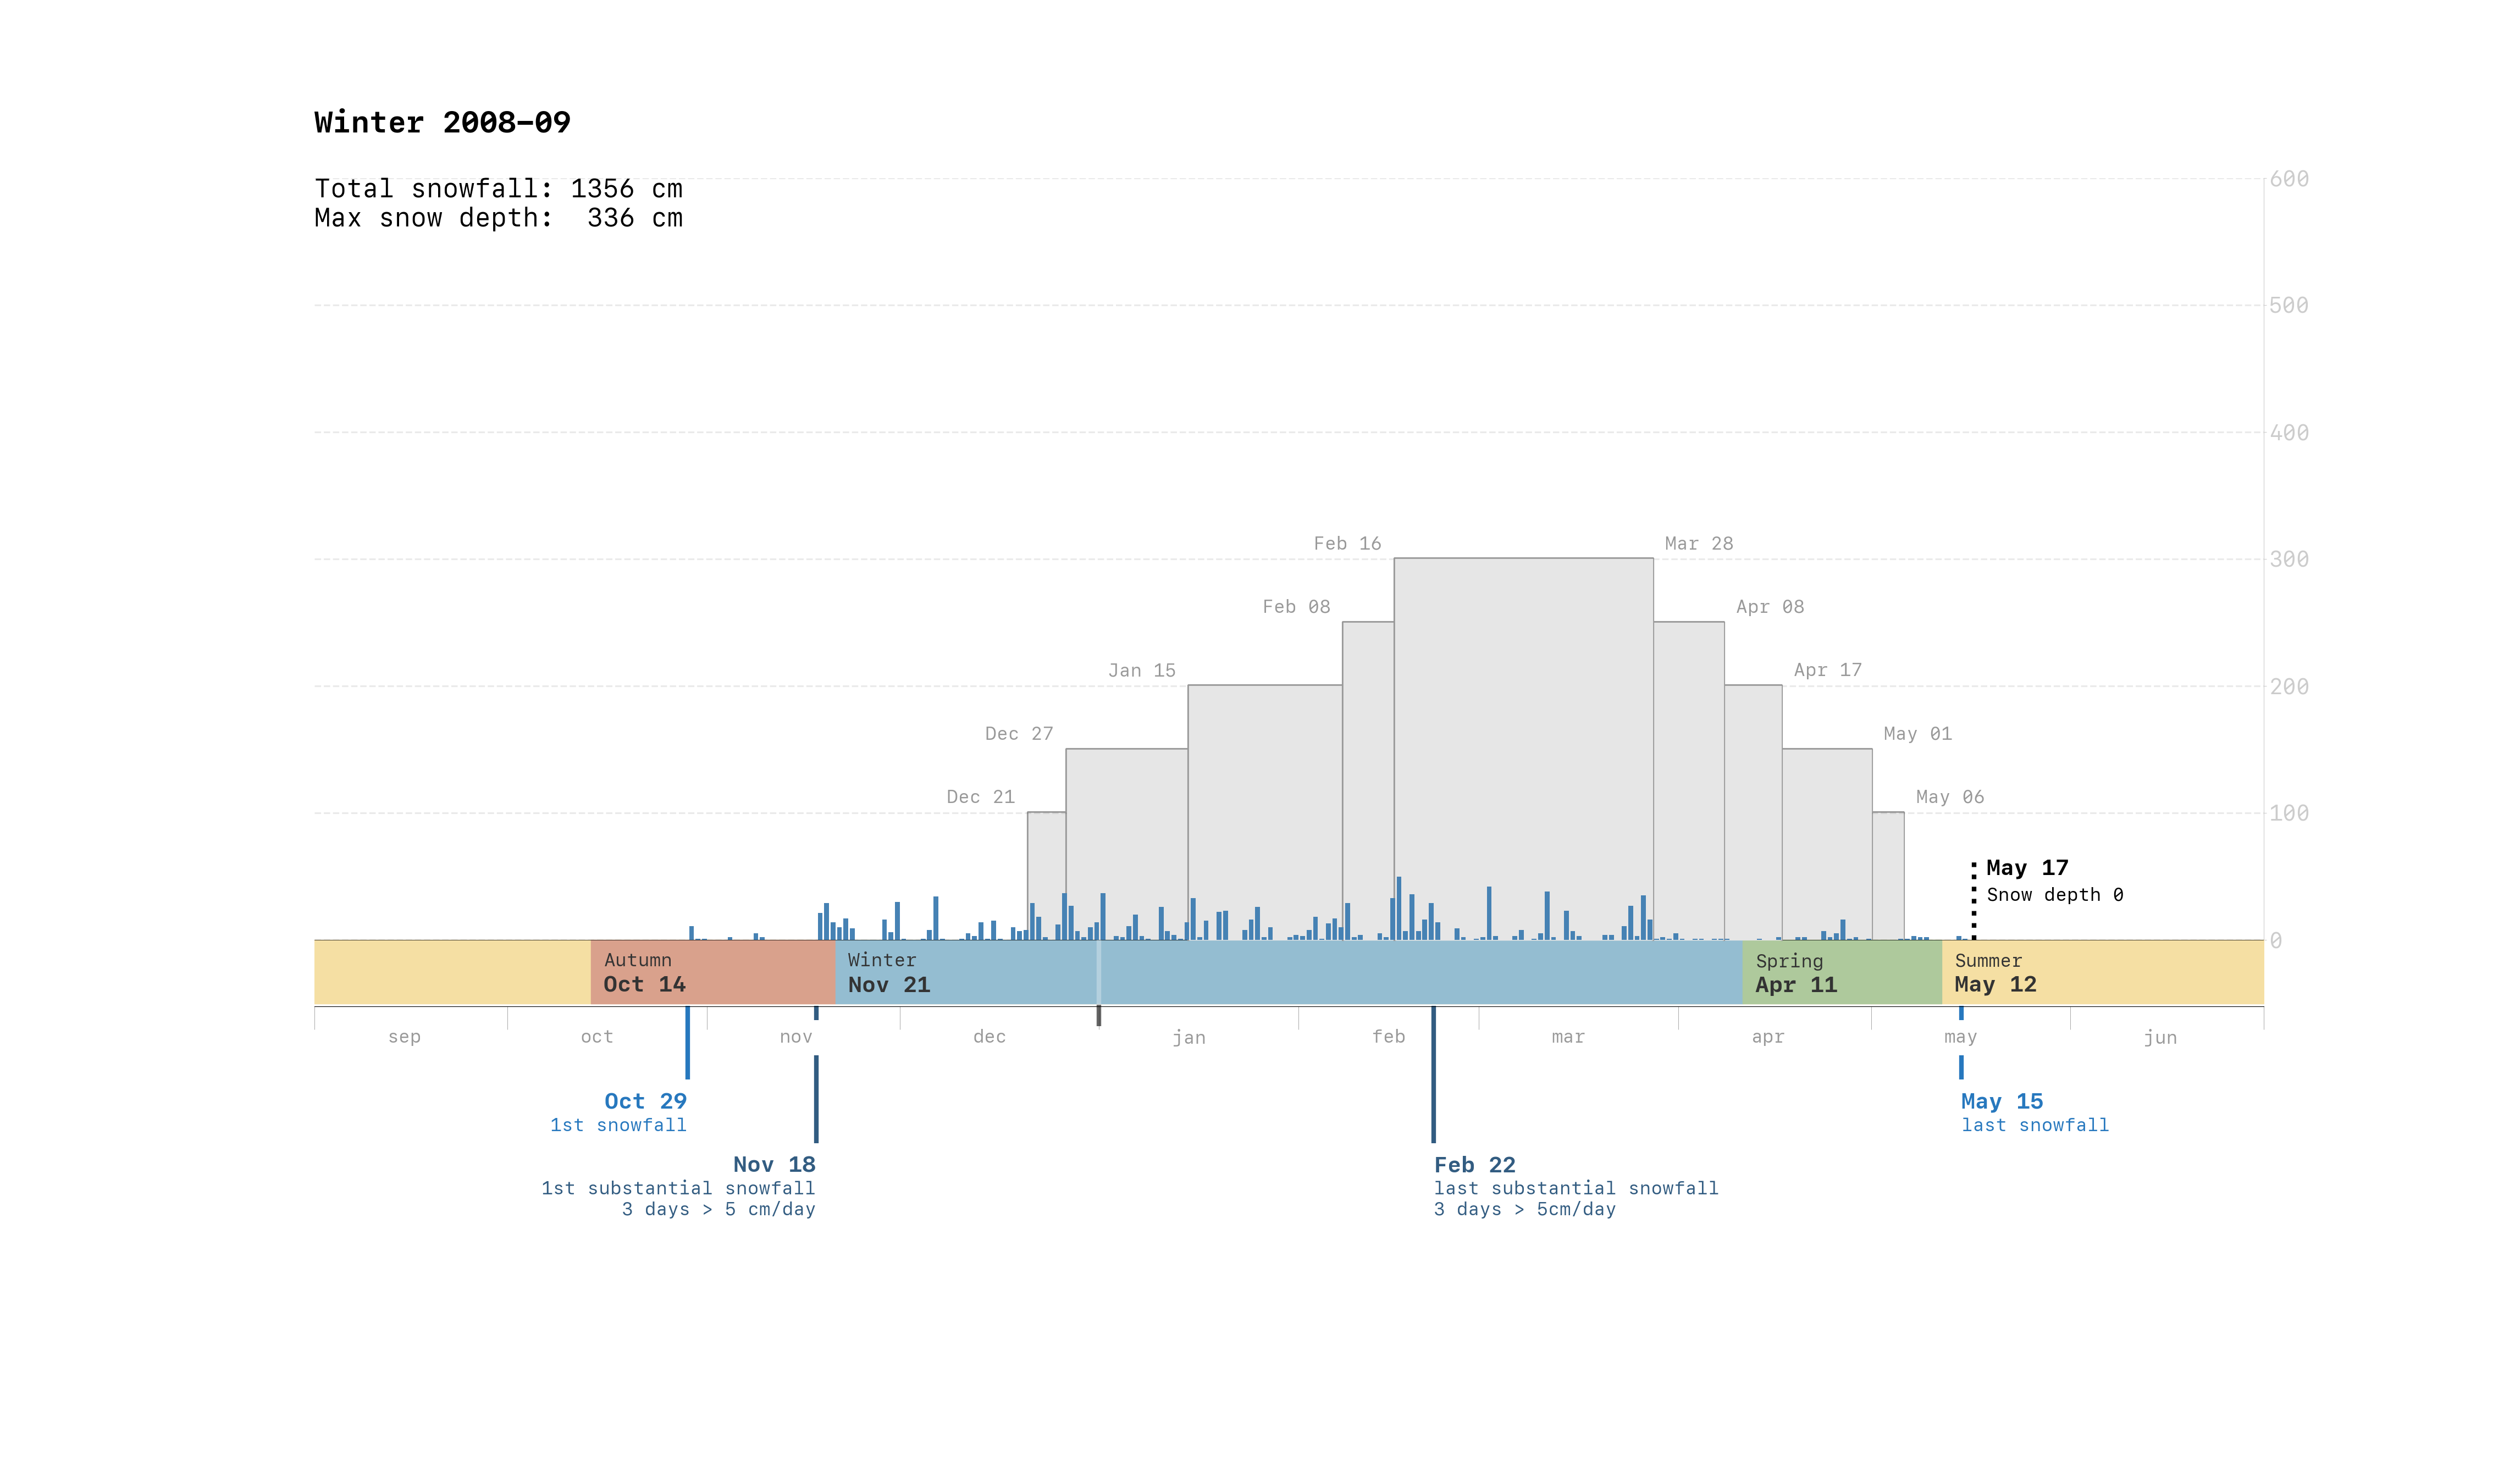 Winter 2008–09
Total snowfall: 1356 cm
Max snow depth:  336 cm
600
500
400
300
200
100
0
Feb 16
Mar 28
Feb 08
Apr 08
Jan 15
Apr 17
Dec 27
May 01
Dec 21
May 06
May 17
Snow depth 0
Autumn
Oct 14
Winter
Nov 21
Spring
Apr 11
Summer
May 12
sep
oct
nov
dec
jan
feb
mar
apr
may
jun
Oct 29
1st snowfall
Nov 18
1st substantial snowfall
3 days > 5 cm/day
Feb 22
last substantial snowfall
3 days > 5cm/day
May 15
last snowfall